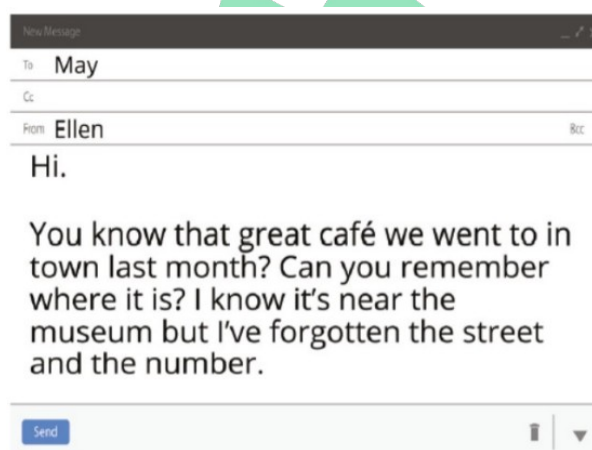 New Message
To May
Cc
From Ellen Bcc
Hi.
You know that great café we went to in
town last month? Can you remember
where it is? I know it's near the
museum but I've forgotten the street
and the number.
Send